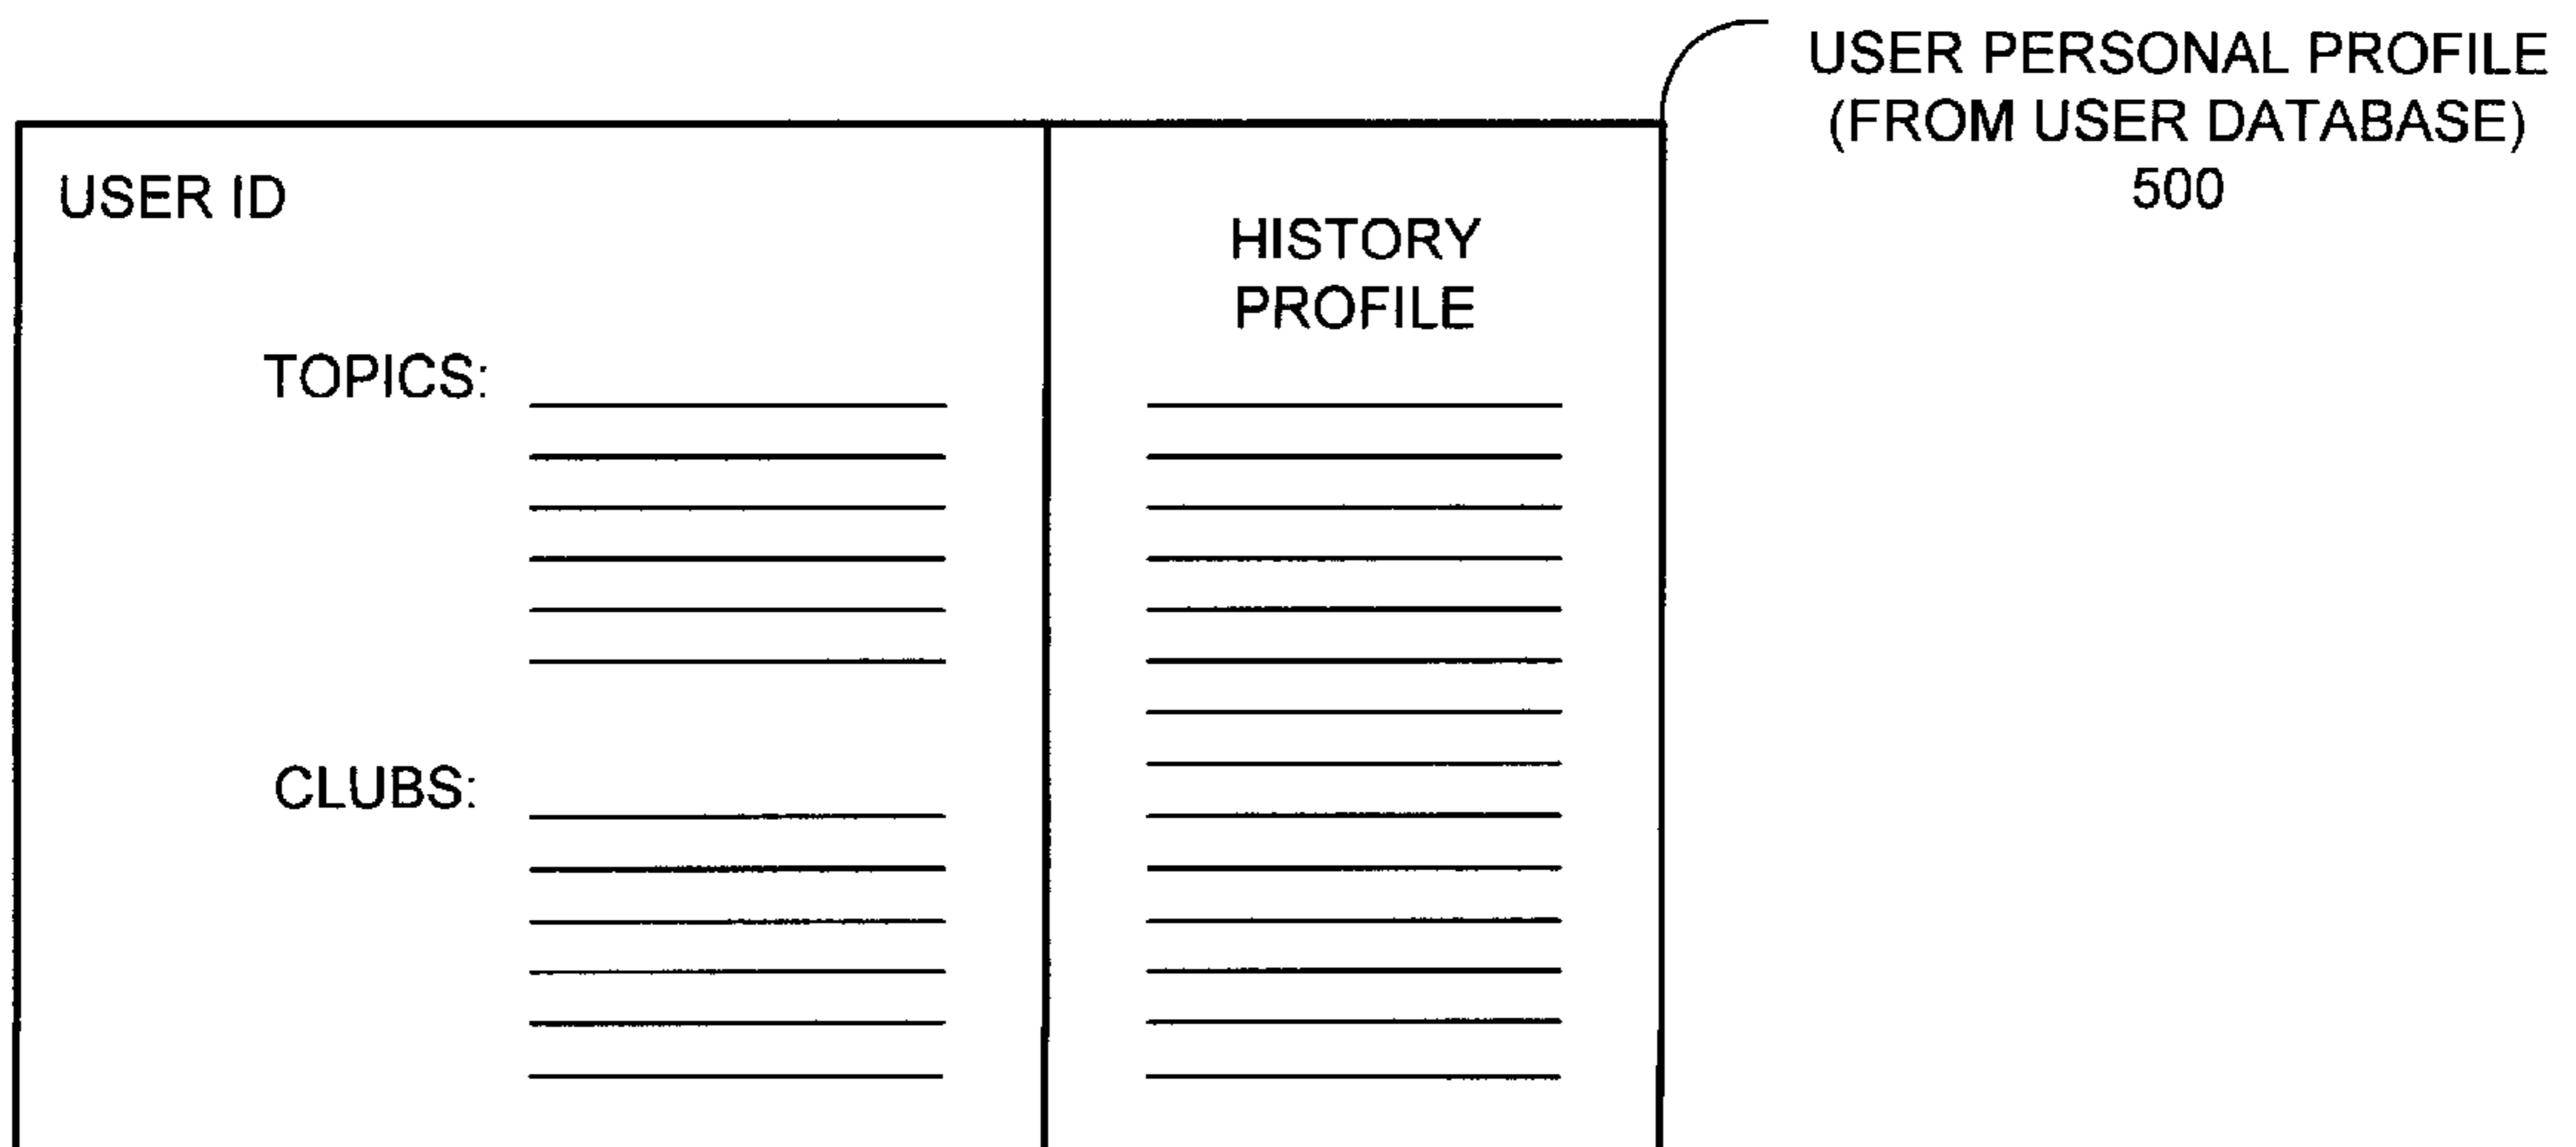 USER PERSONAL PROFILE
(FROM USER DATABASE)
500
USER ID
HISTORY
PROFILE
TOPICS:
CLUBS: